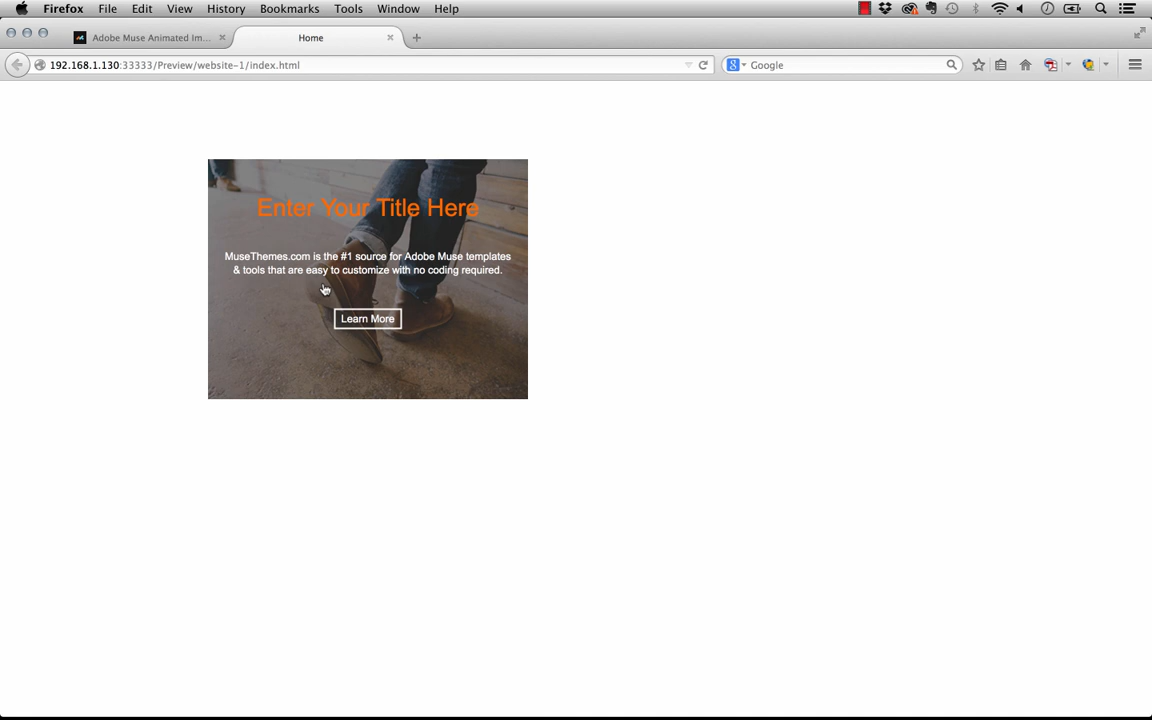 Firefox File Edit View History Bookmarks Tools Window Help
Adobe Muse Animated Im... Home
192.168.1.130:33333/Preview/website-1/index.html Google
Enter Your Title Here
MuseThemes.com is the #1 source for Adobe Muse templates
& tools that are easy to customize with no coding required.
Learn More